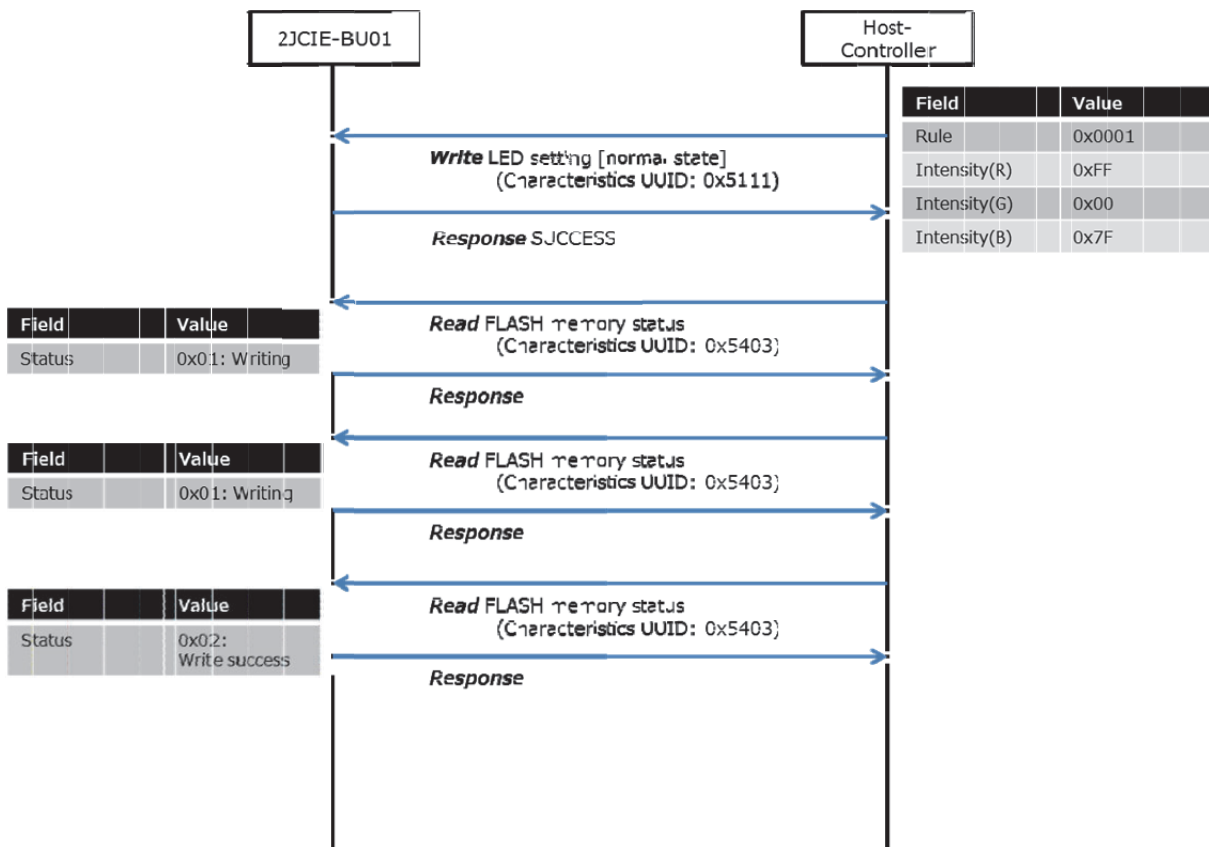 2JCIE-BU01
Host-
Controller
Field Value
Rule 0x0001
Intensity(R) 0xFF
Intensity(G) 0x00
Intensity(B) 0x7F
Write LED setting [normal state]
(Characteristics UUID: 0x5111)
Response SUCCESS
Field Value
Status 0x01: Writing
Read FLASH memory status
(Characteristics UUID: 0x5403)
Response
Field Value
Status 0x01: Writing
Read FLASH memory status
(Characteristics UUID: 0x5403)
Response
Field Value
Status 0x02:
Write success
Read FLASH memory status
(Characteristics UUID: 0x5403)
Response